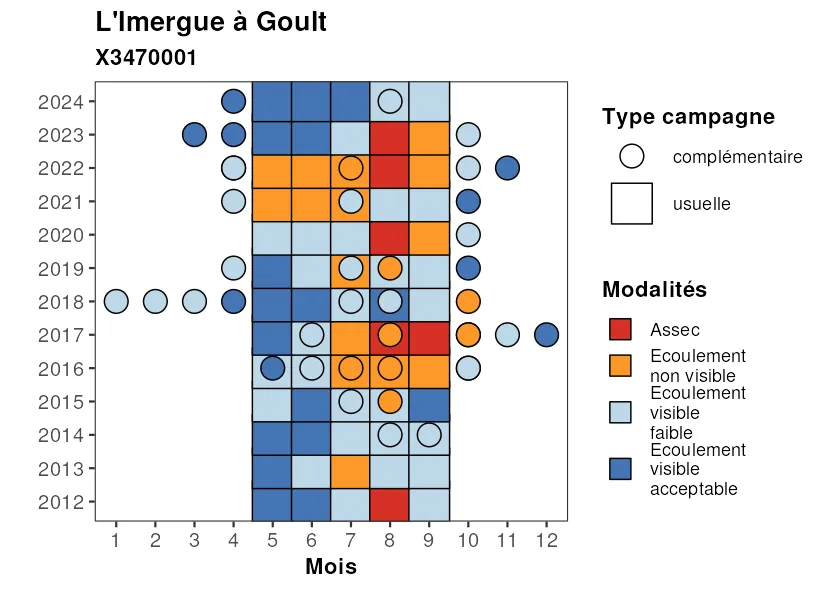 L'Imergue à Goult
X3470001
2024
2023
2022
2021
2020
2019
2018
2017
2016
2015
2014
2013
2012
1 2 3 4 5 6 7 8 9 10 11 12
Mois
Type campagne
complémentaire
usuelle
Modalités
Assec
Ecoulement
non visible
Ecoulement
visible
faible
Ecoulement
visible
acceptable